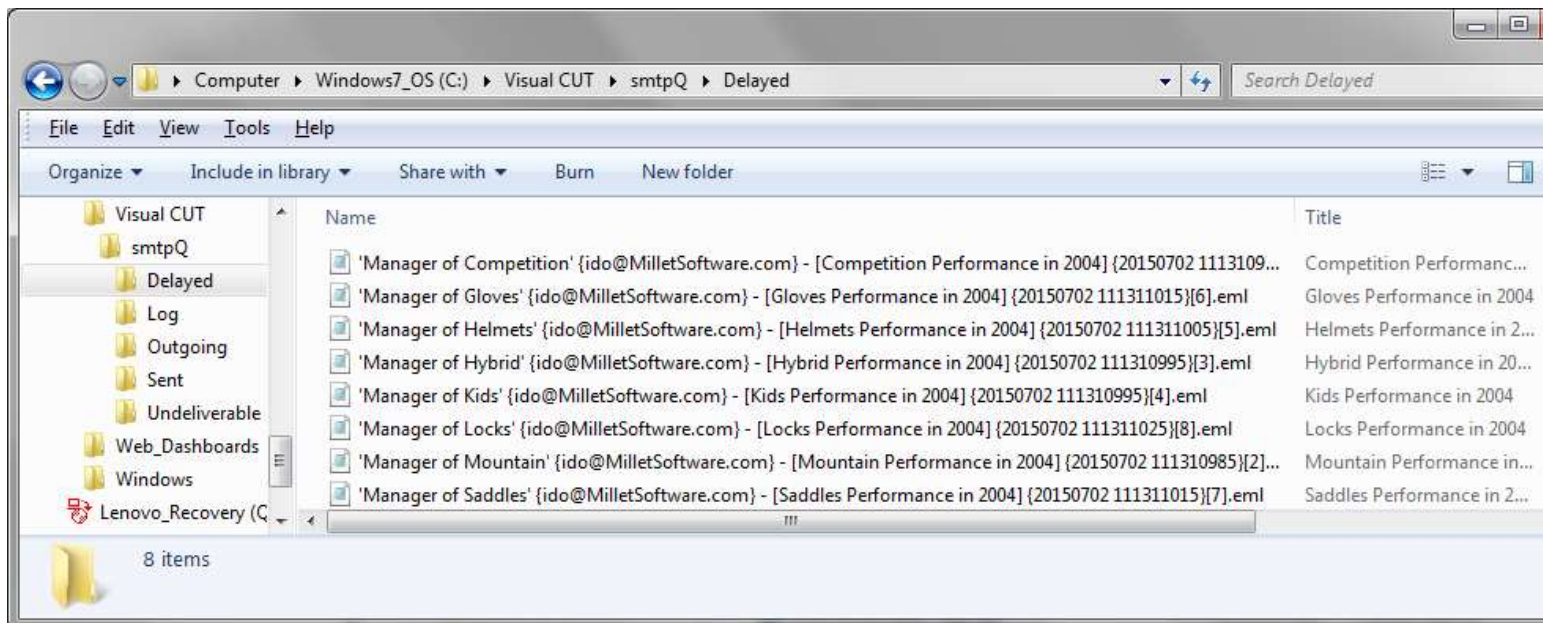 Computer ▸ Windows7_OS (C:) ▸ Visual CUT ▸ smtpQ ▸ Delayed
Search Delayed
File Edit View Tools Help
Organize Include in library Share with Burn New folder
Visual CUT
smtpQ
Delayed
Log
Outgoing
Sent
Undeliverable
Web_Dashboards
Windows
Lenovo_Recovery (Q
Name Title
'Manager of Competition' {ido@MilletSoftware.com} - [Competition Performance in 2004] {20150702 1113109... Competition Performanc...
'Manager of Gloves' {ido@MilletSoftware.com} - [Gloves Performance in 2004] {20150702 111311015}[6].eml Gloves Performance in 2004
'Manager of Helmets' {ido@MilletSoftware.com} - [Helmets Performance in 2004] {20150702 111311005}[5].eml Helmets Performance in 2...
'Manager of Hybrid' {ido@MilletSoftware.com} - [Hybrid Performance in 2004] {20150702 111310995}[3].eml Hybrid Performance in 20...
'Manager of Kids' {ido@MilletSoftware.com} - [Kids Performance in 2004] {20150702 111310995}[4].eml Kids Performance in 2004
'Manager of Locks' {ido@MilletSoftware.com} - [Locks Performance in 2004] {20150702 111311025}[8].eml Locks Performance in 2004
'Manager of Mountain' {ido@MilletSoftware.com} - [Mountain Performance in 2004] {20150702 111310985}[2]... Mountain Performance in...
'Manager of Saddles' {ido@MilletSoftware.com} - [Saddles Performance in 2004] {20150702 111311015}[7].eml Saddles Performance in 2...
8 items